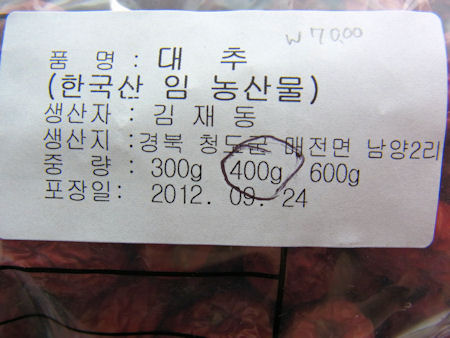 ₩7000
품 명 : 대 추
(한국산 임 농산물)
생산자 : 김 재 동
생산지 : 경북 청도군 매전면 남양2리
중 량 : 300g 400g 600g
포장일 : 2012. 09. 24